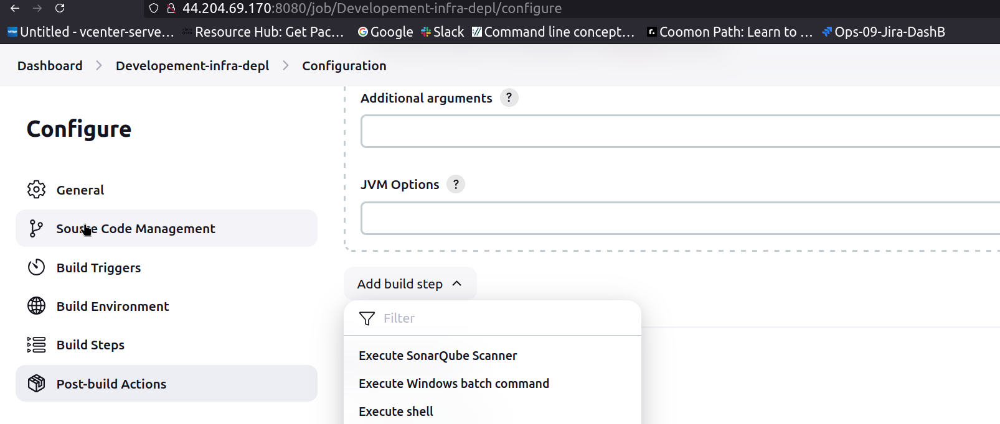 44.204.69.170:8080/job/Developement-infra-depl/configure
vmw Untitled - vcenter-serve... Resource Hub: Get Pac... Google Slack Command line concept... r. Coomon Path: Learn to ... Ops-09-Jira-DashB
Dashboard > Developement-infra-depl > Configuration
Configure
General
Source Code Management
Build Triggers
Build Environment
Build Steps
Post-build Actions
Additional arguments ?
JVM Options ?
Add build step
Filter
Execute SonarQube Scanner
Execute Windows batch command
Execute shell